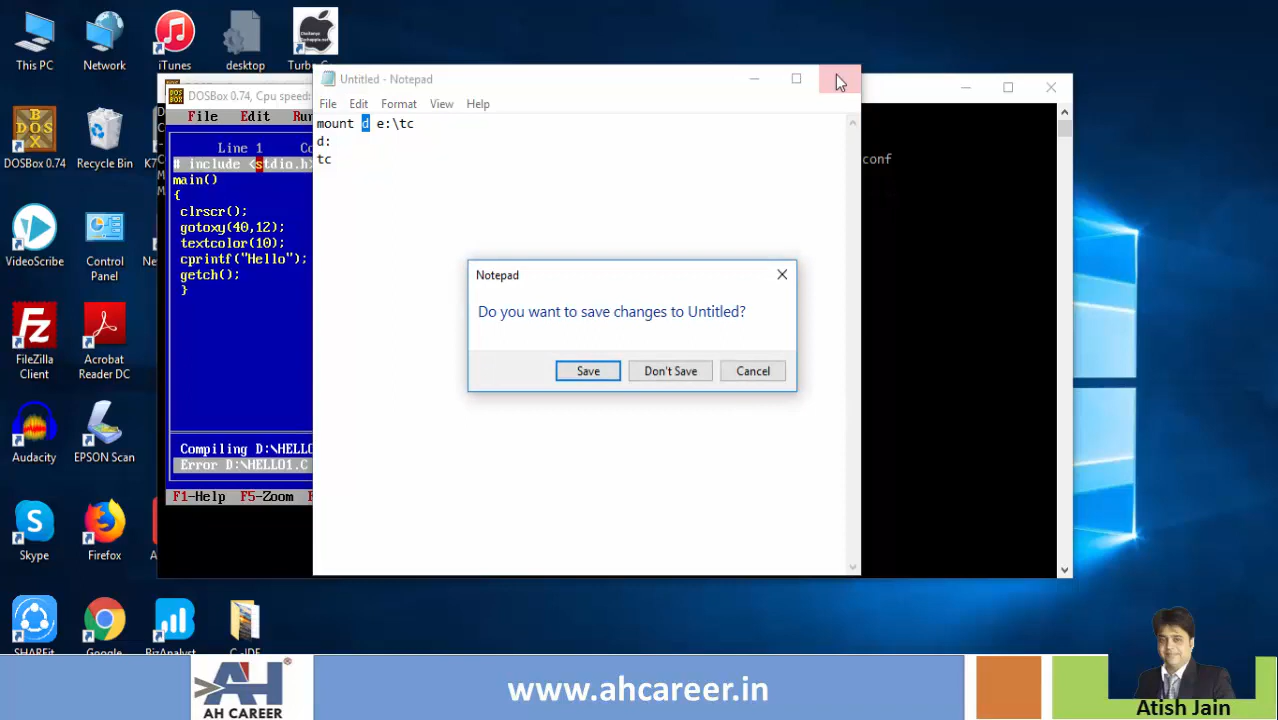 This PC
Network
iTunes
desktop
Turbo C
DOSBox 0.74
Recycle Bin
K7
VideoScribe
Control
Panel
Ne
FileZilla
Client
Acrobat
Reader DC
Audacity
EPSON Scan
Skype
Firefox
A
SHAREit
Google
BizAnalyst
C -IDE
DOSBox 0.74, Cpu speed:
File Edit Ru
Line 1 Co
# include <stdio.h>
main()
{
clrscr();
gotoxy(40,12);
textcolor(10);
cprintf("Hello");
getch();
}
Compiling D:\HELLO
Error D:\HELLO1.C
F1-Help F5-Zoom
Untitled - Notepad
File Edit Format View Help
mount d e:\tc
d:
tc
conf
Notepad
Do you want to save changes to Untitled?
Save Don't Save Cancel
AH CAREER
www.ahcareer.in
Atish Jain